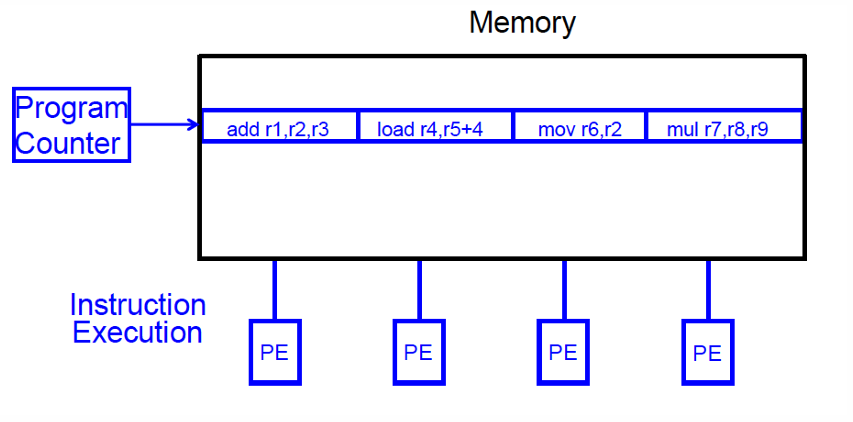 Memory
Program
Counter
add r1,r2,r3
load r4,r5+4
mov r6,r2
mul r7,r8,r9
Instruction
Execution
PE
PE
PE
PE